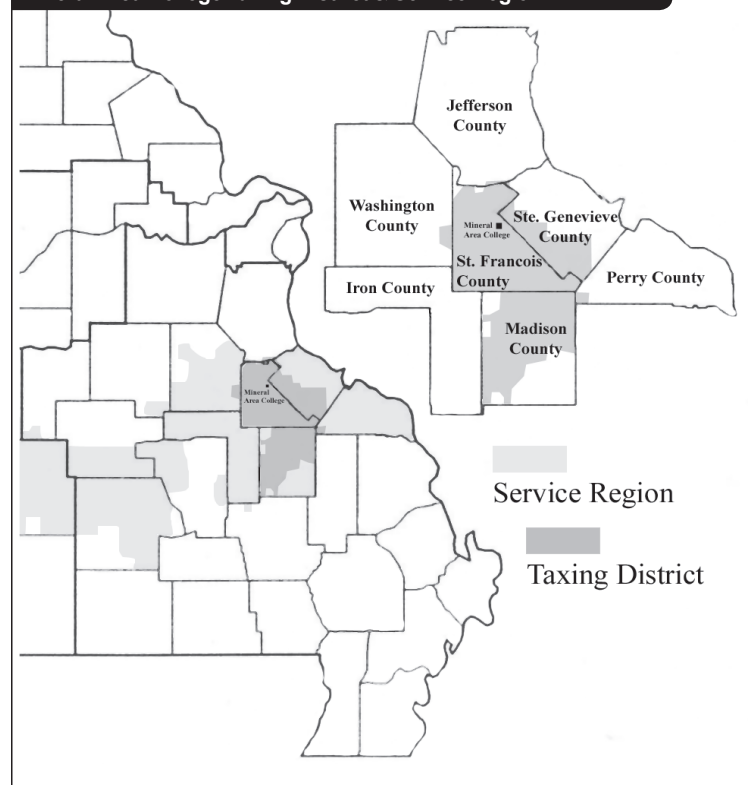 Jefferson
County
Washington
County
Mineral
Area College
Ste. Genevieve
County
St. Francois
County
Iron County
Perry County
Madison
County
Mineral
Area College
Service Region
Taxing District